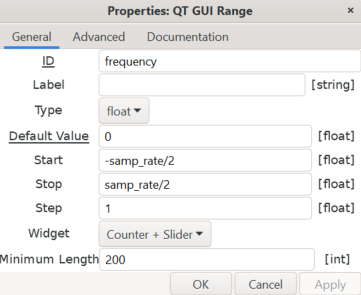 Properties: QT GUI Range ×
General Advanced Documentation
ID frequency
Label [string]
Type float
Default Value 0 [float]
Start -samp_rate/2 [float]
Stop samp_rate/2 [float]
Step 1 [float]
Widget Counter + Slider
Minimum Length 200 [int]
OK Cancel Apply